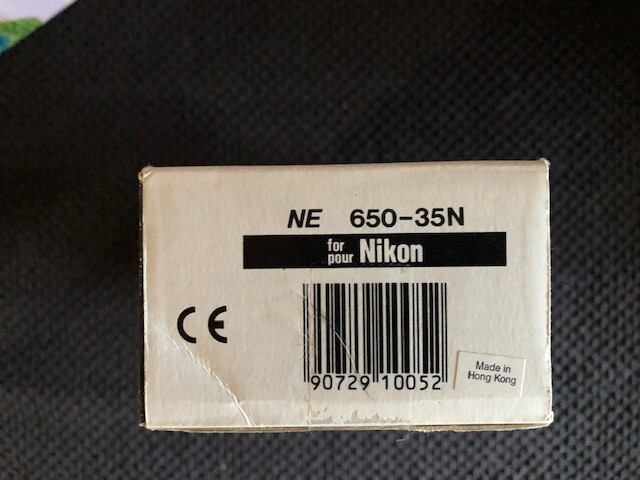 NE 650-35N
for
pour Nikon
CE
90729 10052
Made in
Hong Kong